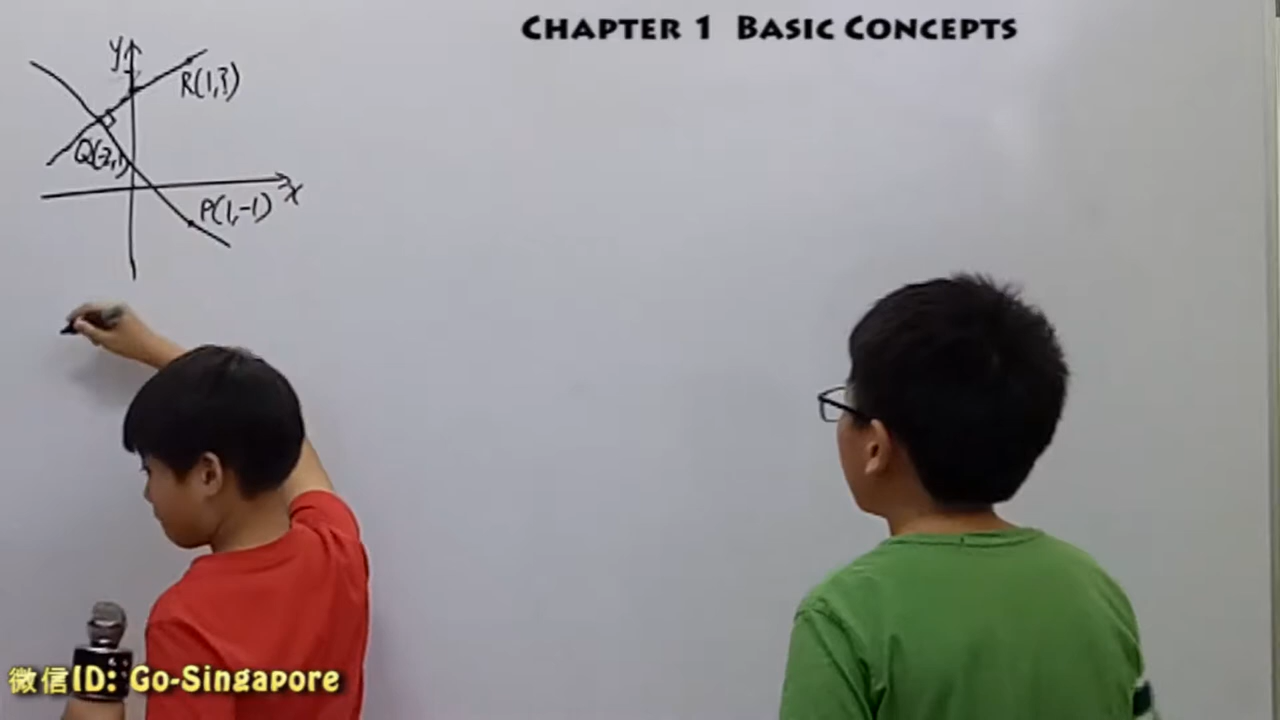 Chapter 1 Basic Concepts
y
R(1,3)
Q(-2,1)
P(1,-1)
x
微信ID: Go-Singapore